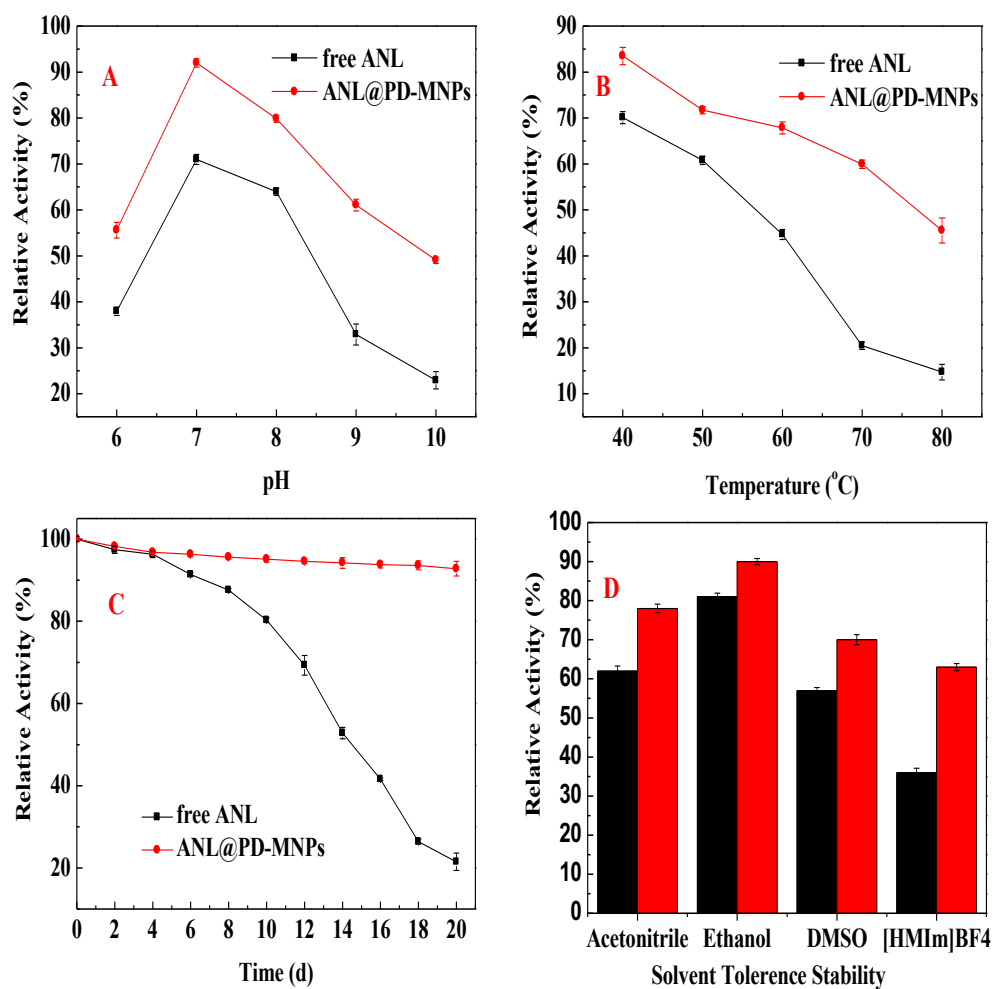 100
90
80
70
60
50
40
30
20
6
7
8
9
10
pH
Relative Activity (%)
A
free ANL
ANL@PD-MNPs
90
80
70
60
50
40
30
20
10
40
50
60
70
80
Temperature (°C)
Relative Activity (%)
B
free ANL
ANL@PD-MNPs
100
80
60
40
20
0
2
4
6
8
10
12
14
16
18
20
Time (d)
Relative Activity (%)
C
free ANL
ANL@PD-MNPs
100
90
80
70
60
50
40
30
20
10
0
Acetonitrile
Ethanol
DMSO
[HMIm]BF4
Solvent Tolerence Stability
Relative Activity (%)
D